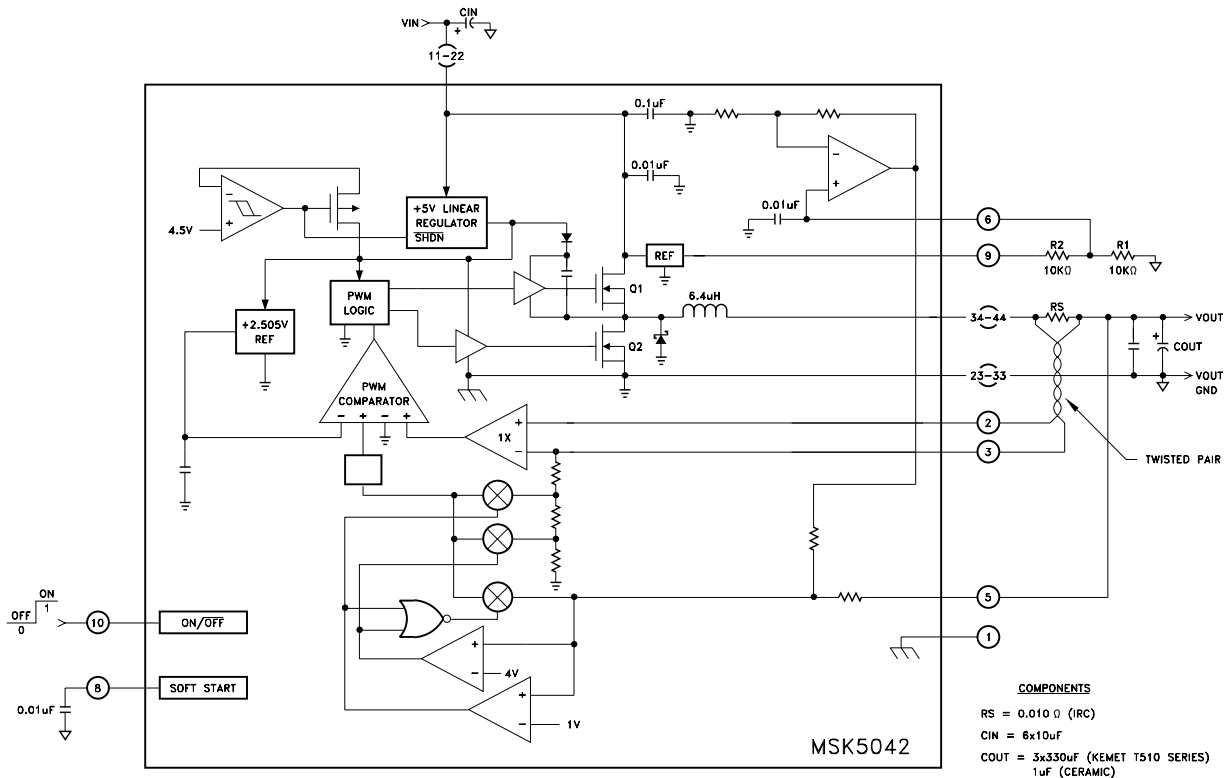 CIN
VIN
+
11-22
0.1uF
0.01uF
-
+
+5V LINEAR
REGULATOR
SHDN
4.5V
-
+
0.01uF
6
REF
9
R2
10KΩ
R1
10KΩ
PWM
LOGIC
Q1
6.4uH
34-44
RS
VOUT
+2.505V
REF
Q2
+
COUT
23-33
VOUT
GND
PWM
COMPARATOR
- + - +
1X
+
-
2
3
TWISTED PAIR
ON
OFF
1
0
10
ON/OFF
5
1
+
-
4V
8
SOFT START
0.01uF
+
-
1V
MSK5042
COMPONENTS
RS = 0.010 Ω (IRC)
CIN = 6x10uF
COUT = 3x330uF (KEMET T510 SERIES)
1uF (CERAMIC)